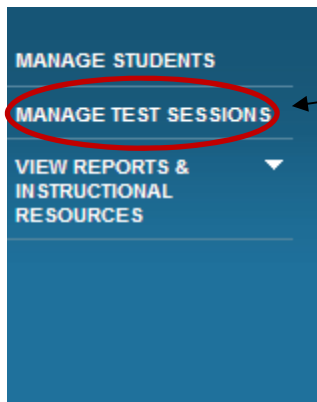 MANAGE STUDENTS
MANAGE TEST SESSIONS
VIEW REPORTS &
INSTRUCTIONAL
RESOURCES